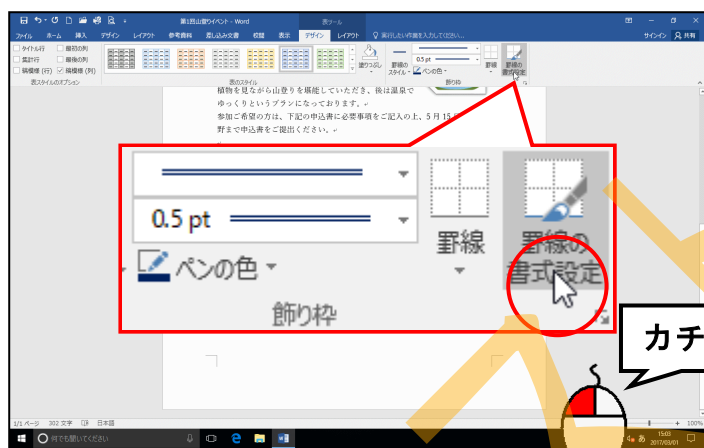 第1回山登りイベント - Word
表ツール
ファイル ホーム 挿入 デザイン レイアウト 参考資料 差し込み文書 校閲 表示 デザイン レイアウト 実行したい作業を入力してください...
サインイン 共有
タイトル行 最初の列
集計行 最後の列
縞模様 (行) 縞模様 (列)
表スタイルのオプション
表のスタイル
塗りつぶし
罫線の
スタイル
0.5 pt
ペンの色
罫線
罫線の
書式設定
飾り枠
植物を見ながら山登りを堪能していただき、後は温泉で
ゆっくりというプランになっております。
参加ご希望の方は、下記の申込書に必要事項をご記入の上、5 月 15
野まで申込書をご提出ください。
0.5 pt
ペンの色
罫線
罫線の
書式設定
飾り枠
カチ
1/1 ページ 302 文字 日本語
100%
何でも聞いてください
あ
15:03
2017/03/01